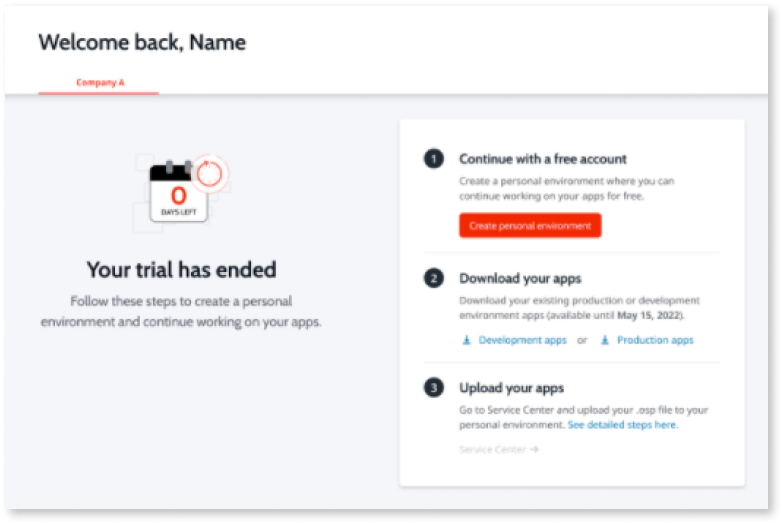 Welcome back, Name
Company A
0
DAYS LEFT
Your trial has ended
Follow these steps to create a personal
environment and continue working on your apps.
1
Continue with a free account
Create a personal environment where you can
continue working on your apps for free.
Create personal environment
2
Download your apps
Download your existing production or development
environment apps (available until May 15, 2022).
Development apps or Production apps
3
Upload your apps
Go to Service Center and upload your .osp file to your
personal environment. See detailed steps here.
Service Center →